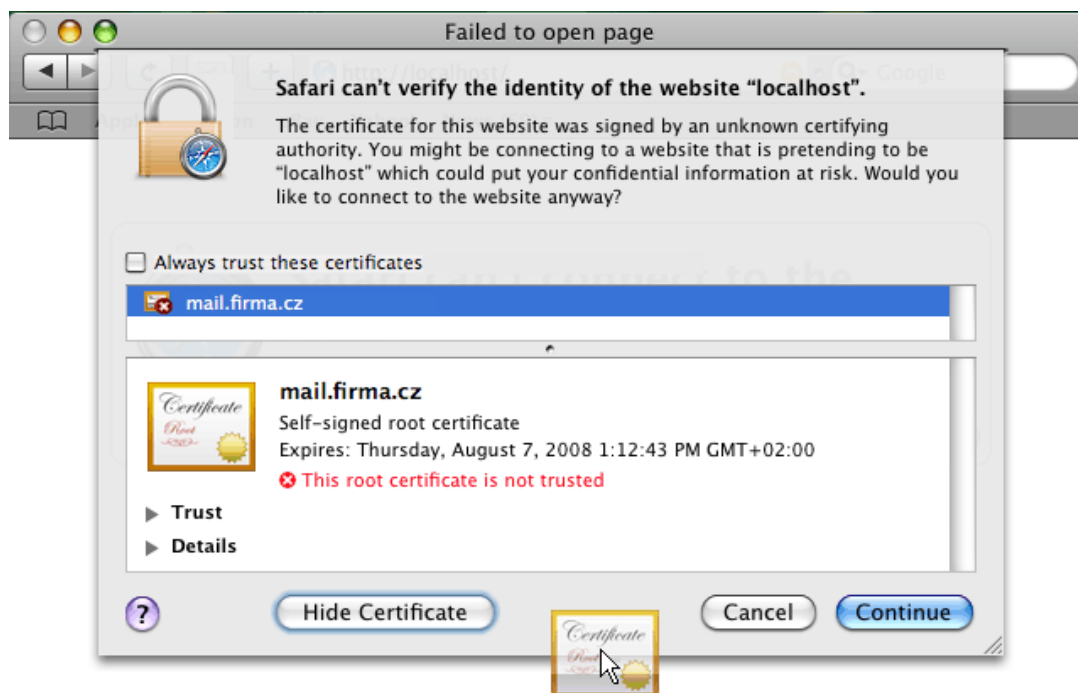 Failed to open page
http://localhost/
Google
Safari can't verify the identity of the website “localhost”.
The certificate for this website was signed by an unknown certifying
authority. You might be connecting to a website that is pretending to be
“localhost” which could put your confidential information at risk. Would you
like to connect to the website anyway?
Always trust these certificates
mail.firma.cz
Certificate
Root
mail.firma.cz
Self-signed root certificate
Expires: Thursday, August 7, 2008 1:12:43 PM GMT+02:00
This root certificate is not trusted
Trust
Details
?
Hide Certificate
Cancel
Continue
Certificate
Root